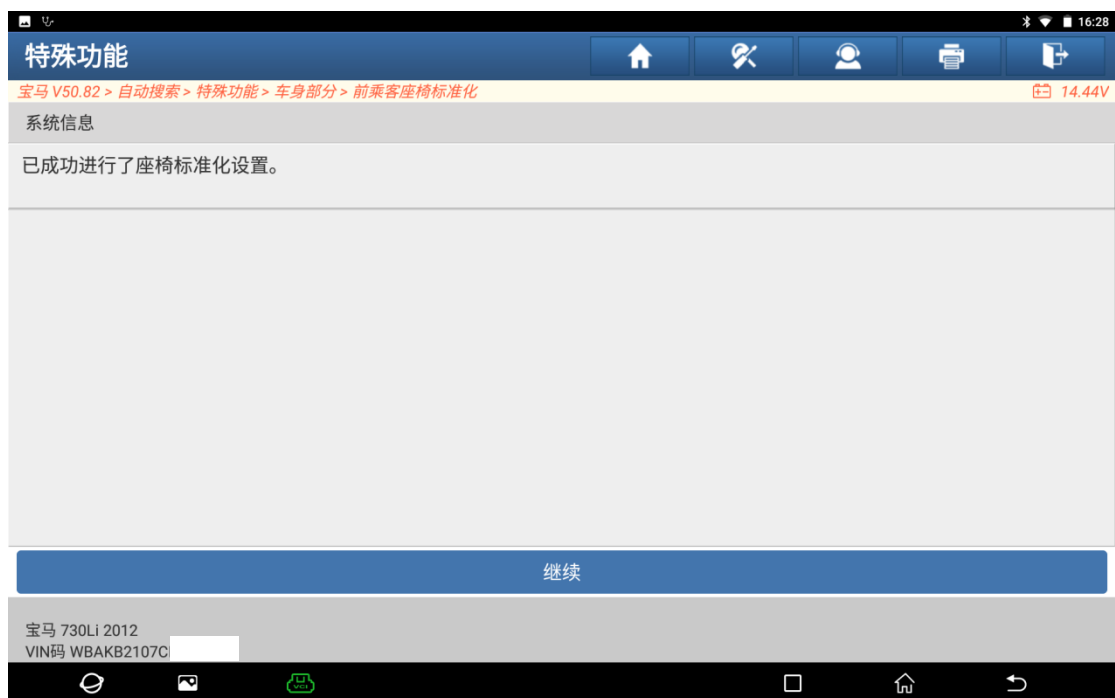 16:28
特殊功能
宝马 V50.82 > 自动搜索 > 特殊功能 > 车身部分 > 前乘客座椅标准化
14.44V
系统信息
已成功进行了座椅标准化设置。
继续
宝马 730Li 2012
VIN码 WBAKB2107C
VCI